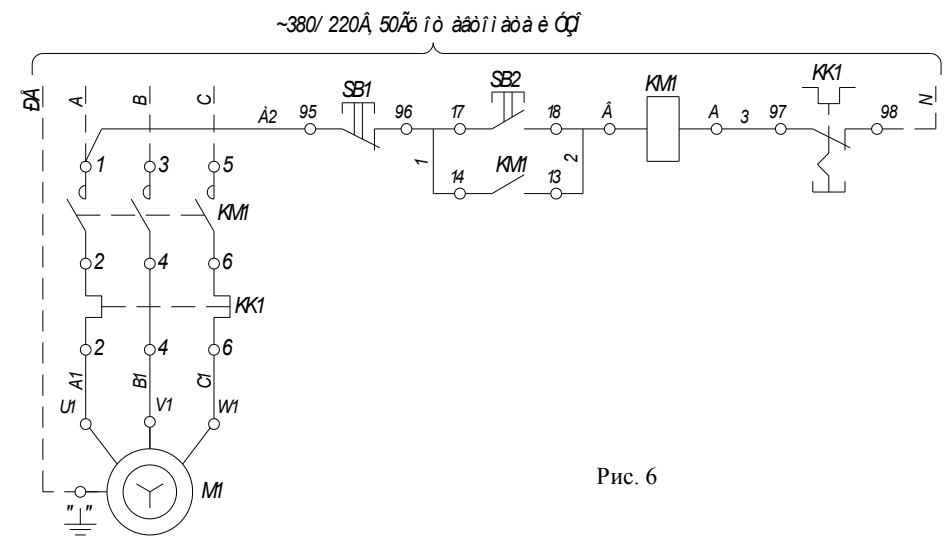 ~380/ 220Â, 50Ãö î ò àâòî ì àòà è ÓÇÎ
ÐÅ
A
B
C
N
À2
95
SB1
96
17
SB2
18
Â
KM1
A
3
97
KK1
98
1
14
KM1
13
2
1
3
5
KM1
2
4
6
KK1
2
4
6
A1
B1
C1
U1
V1
W1
M1
" "
Рис. 6